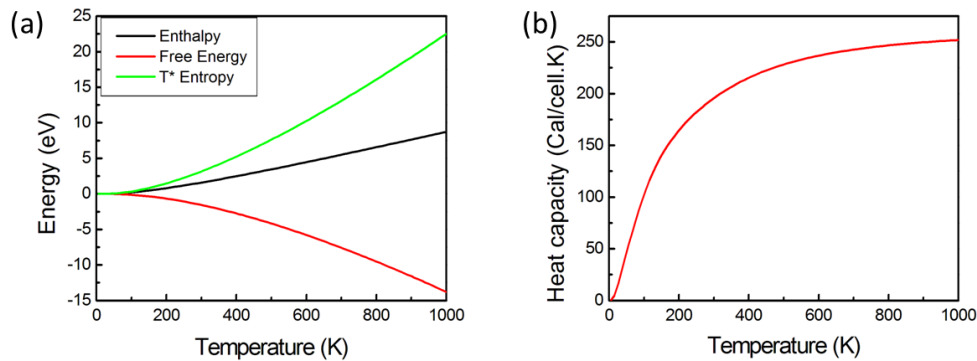 (a)
25
20
15
10
5
0
-5
-10
-15
Energy (eV)
Enthalpy
Free Energy
T* Entropy
0 200 400 600 800 1000
Temperature (K)
(b)
300
250
200
150
100
50
0
Heat capacity (Cal/cell.K)
0 200 400 600 800 1000
Temperature (K)